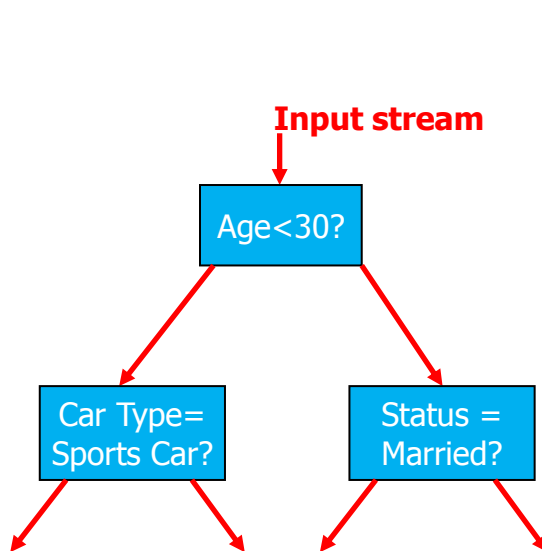 Input stream
Age<30?
Car Type=
Sports Car?
Status =
Married?